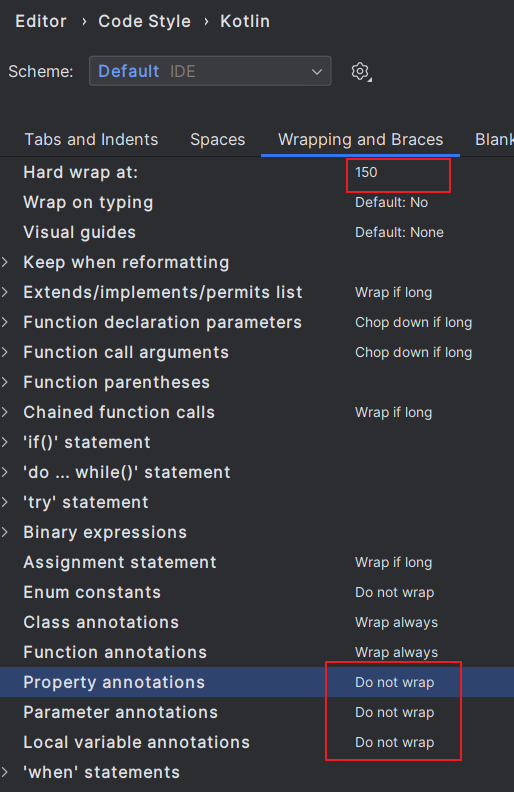 Editor › Code Style › Kotlin
Scheme: Default IDE
Tabs and Indents Spaces Wrapping and Braces Blank
Hard wrap at: 150
Wrap on typing Default: No
Visual guides Default: None
Keep when reformatting
Extends/implements/permits list Wrap if long
Function declaration parameters Chop down if long
Function call arguments Chop down if long
Function parentheses
Chained function calls Wrap if long
'if()' statement
'do ... while()' statement
'try' statement
Binary expressions
Assignment statement Wrap if long
Enum constants Do not wrap
Class annotations Wrap always
Function annotations Wrap always
Property annotations Do not wrap
Parameter annotations Do not wrap
Local variable annotations Do not wrap
'when' statements